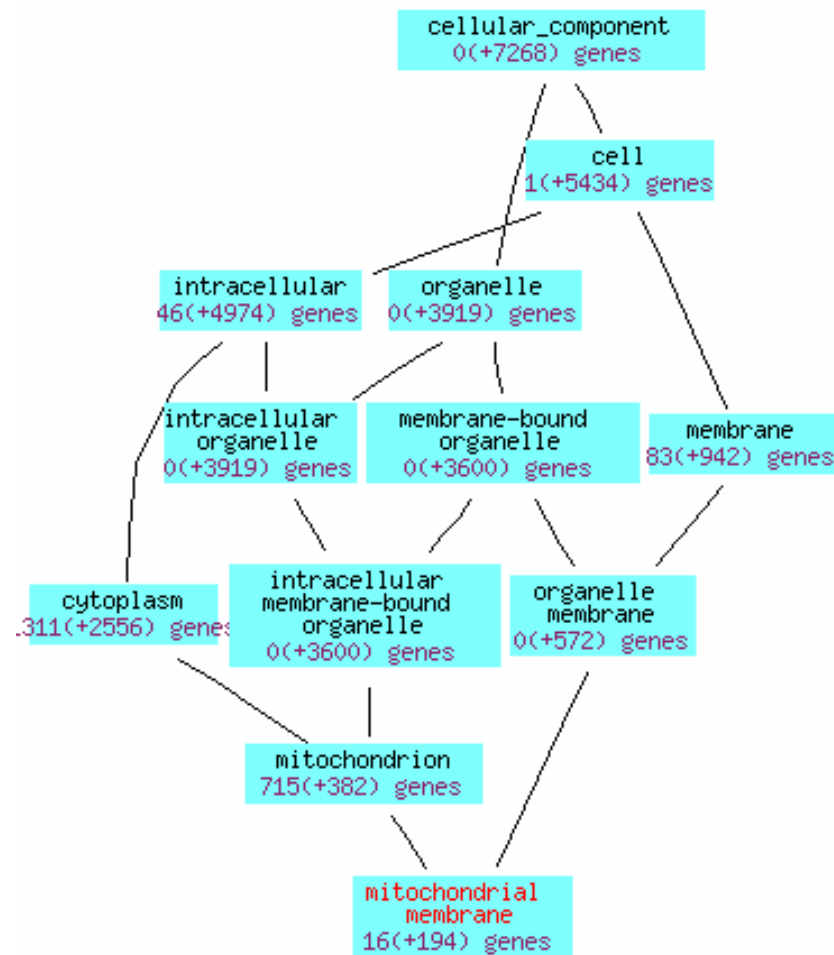 cellular_component
0(+7268) genes
cell
1(+5434) genes
intracellular
46(+4974) genes
organelle
0(+3919) genes
intracellular
organelle
0(+3919) genes
membrane-bound
organelle
0(+3600) genes
membrane
83(+942) genes
cytoplasm
1311(+2556) genes
intracellular
membrane-bound
organelle
0(+3600) genes
organelle
membrane
0(+572) genes
mitochondrion
715(+382) genes
mitochondrial
membrane
16(+194) genes